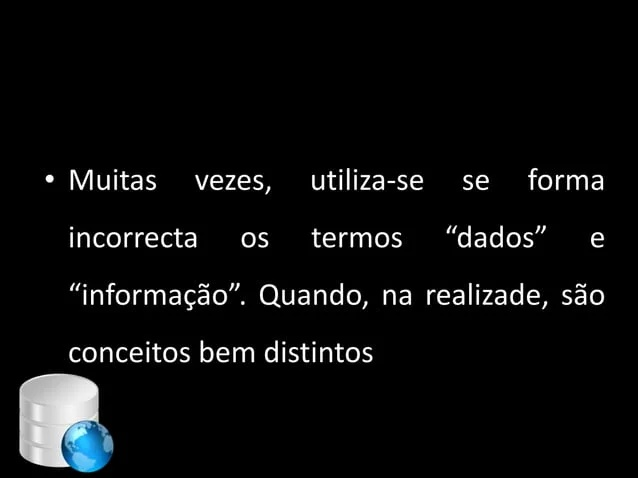 • Muitas vezes, utiliza-se se forma
incorrecta os termos “dados” e
“informação”. Quando, na realizade, são
conceitos bem distintos